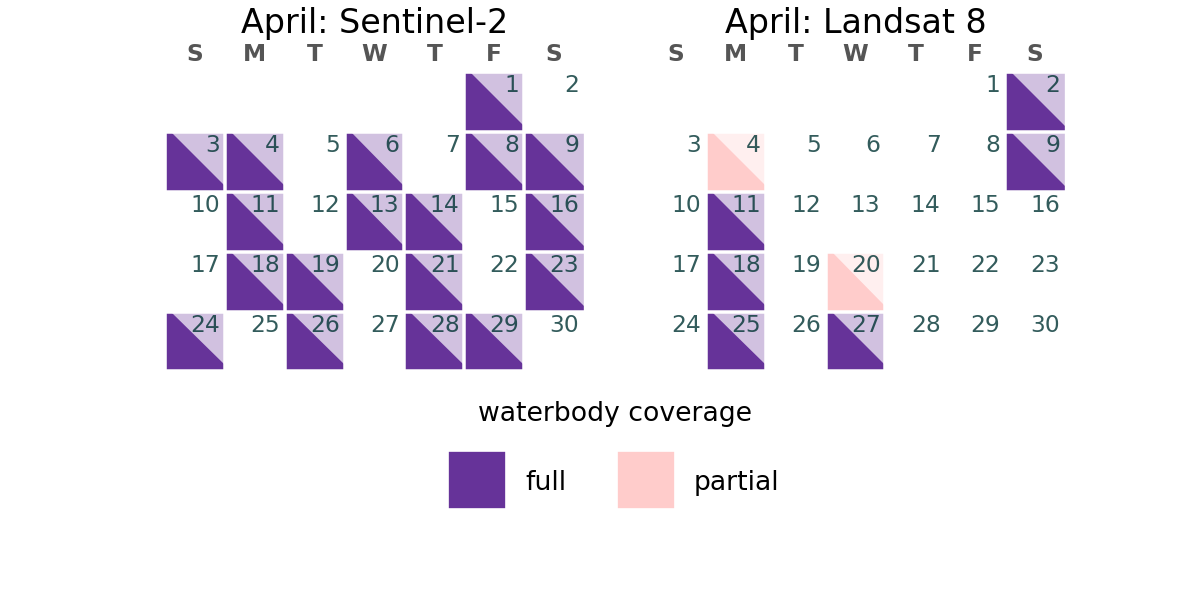 April: Sentinel-2
S M T W T F S
1 2
3 4 5 6 7 8 9
10 11 12 13 14 15 16
17 18 19 20 21 22 23
24 25 26 27 28 29 30
April: Landsat 8
S M T W T F S
1 2
3 4 5 6 7 8 9
10 11 12 13 14 15 16
17 18 19 20 21 22 23
24 25 26 27 28 29 30
waterbody coverage
full
partial